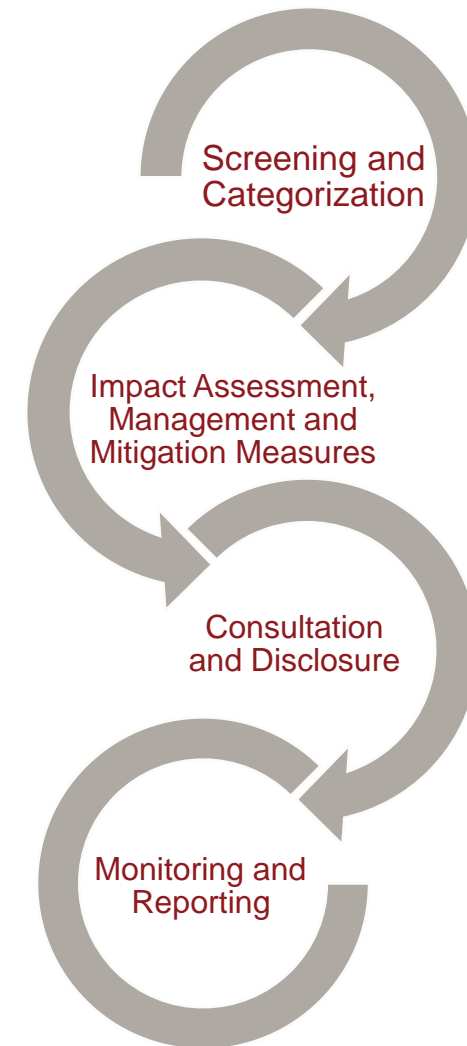 Screening and
Categorization
Impact Assessment,
Management and
Mitigation Measures
Consultation
and Disclosure
Monitoring and
Reporting